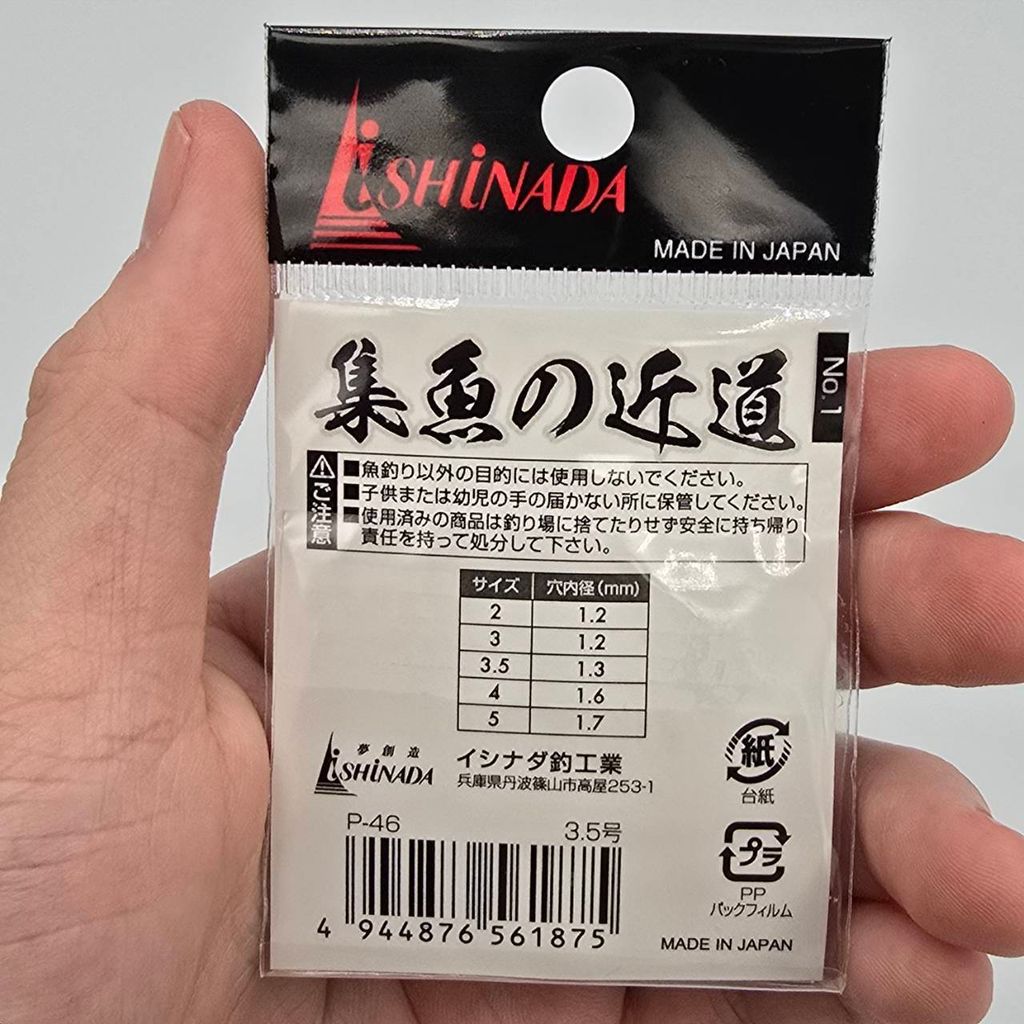 iSHiNADA
MADE IN JAPAN
集魚の近道
No.1
ご注意
■魚釣り以外の目的には使用しないでください。
■子供または幼児の手の届かない所に保管してください。
■使用済みの商品は釣り場に捨てたりせず安全に持ち帰り
責任を持って処分して下さい。
サイズ 穴内径(mm)
2 1.2
3 1.2
3.5 1.3
4 1.6
5 1.7
夢創造
iSHiNADA
イシナダ釣工業
兵庫県丹波篠山市高屋253-1
紙
台紙
P-46 3.5号
4 944876 561875
プラ
PP
パックフィルム
MADE IN JAPAN